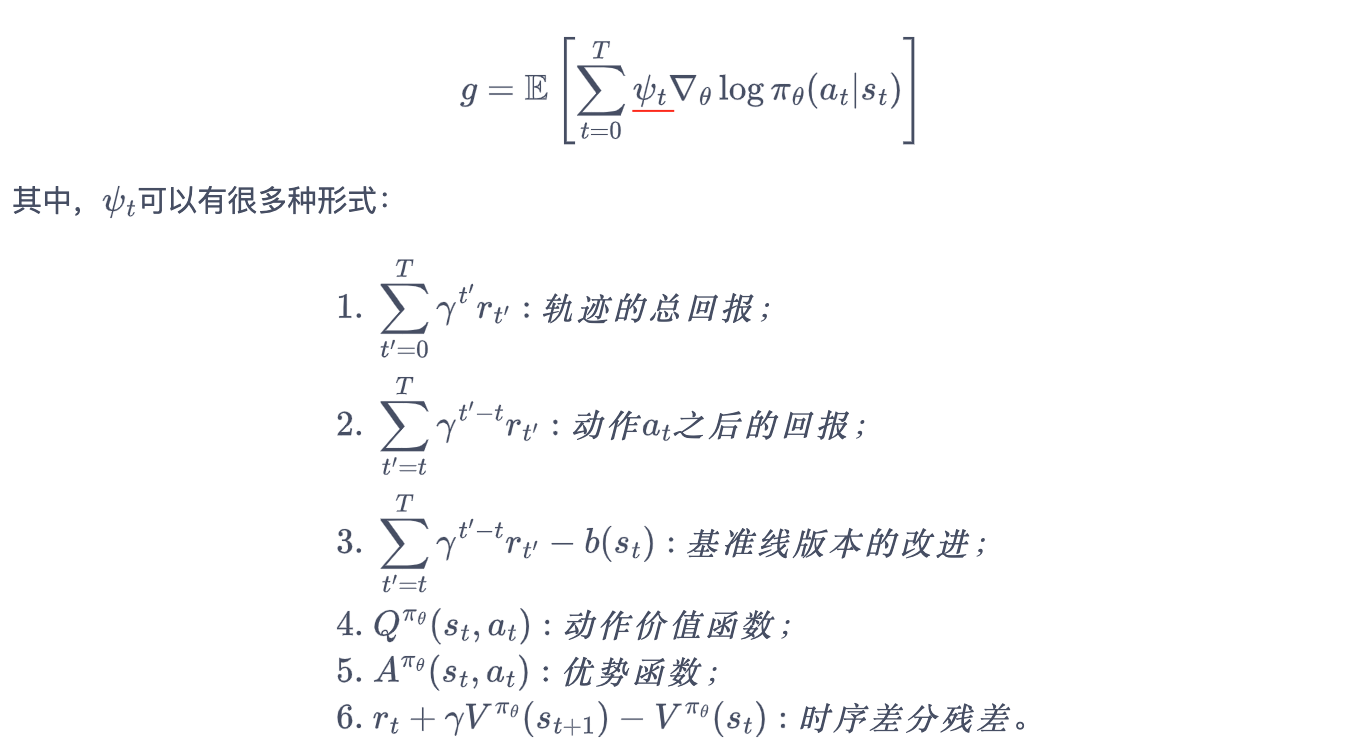 $g = \mathbb{E}\left[\sum_{t=0}^{T} \psi_t \nabla_\theta \log \pi_\theta(a_t|s_t)\right]$
其中，$\psi_t$可以有很多种形式：
1. $\sum_{t'=0}^{T} \gamma^{t'} r_{t'}$ : 轨迹的总回报；
2. $\sum_{t'=t}^{T} \gamma^{t'-t} r_{t'}$ : 动作$a_t$之后的回报；
3. $\sum_{t'=t}^{T} \gamma^{t'-t} r_{t'} - b(s_t)$ : 基准线版本的改进；
4. $Q^{\pi_\theta}(s_t, a_t)$ : 动作价值函数；
5. $A^{\pi_\theta}(s_t, a_t)$ : 优势函数；
6. $r_t + \gamma V^{\pi_\theta}(s_{t+1}) - V^{\pi_\theta}(s_t)$ : 时序差分残差。